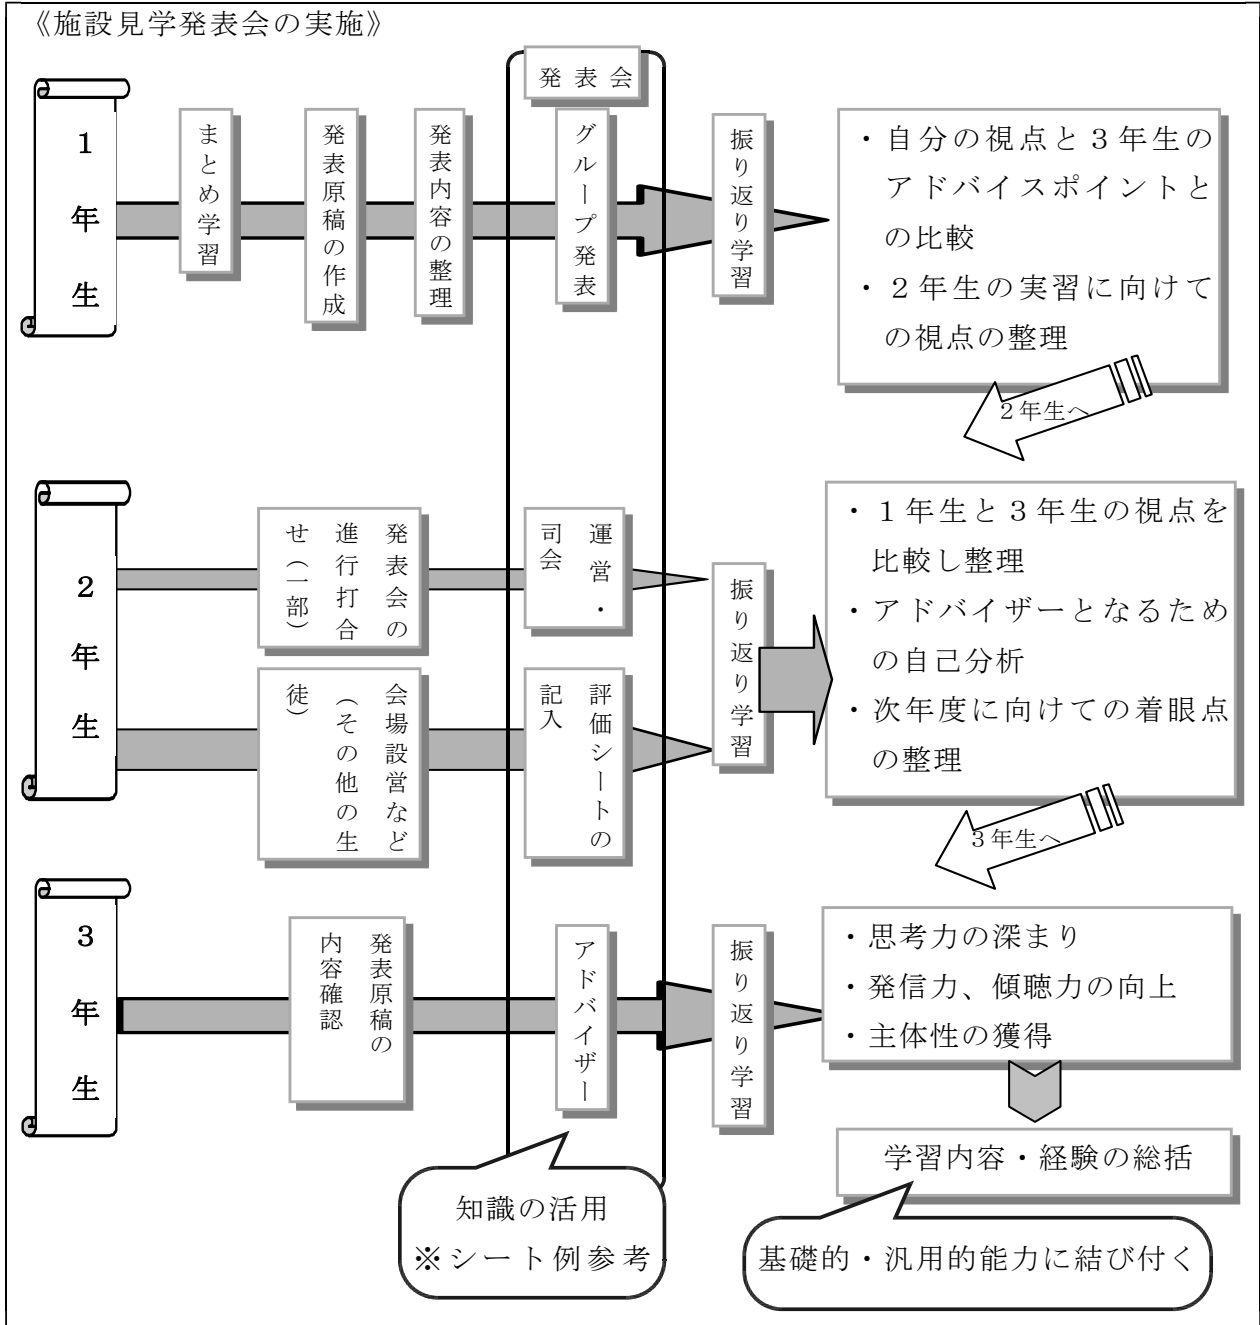 《施設見学発表会の実施》
発表会
1年生
まとめ学習
発表原稿の作成
発表内容の整理
グループ発表
振り返り学習
・自分の視点と３年生の
アドバイスポイントと
の比較
・２年生の実習に向けて
の視点の整理
２年生へ
2年生
発表会の
進行打合
せ（一部）
運営・
司会
会場設営など
（その他の生
徒）
評価シートの
記入
振り返り学習
・１年生と３年生の視点を
比較し整理
・アドバイザーとなるため
の自己分析
・次年度に向けての着眼点
の整理
３年生へ
3年生
発表原稿の
内容確認
アドバイザー
振り返り学習
・思考力の深まり
・発信力、傾聴力の向上
・主体性の獲得
学習内容・経験の総括
知識の活用
※シート例参考
基礎的・汎用的能力に結び付く